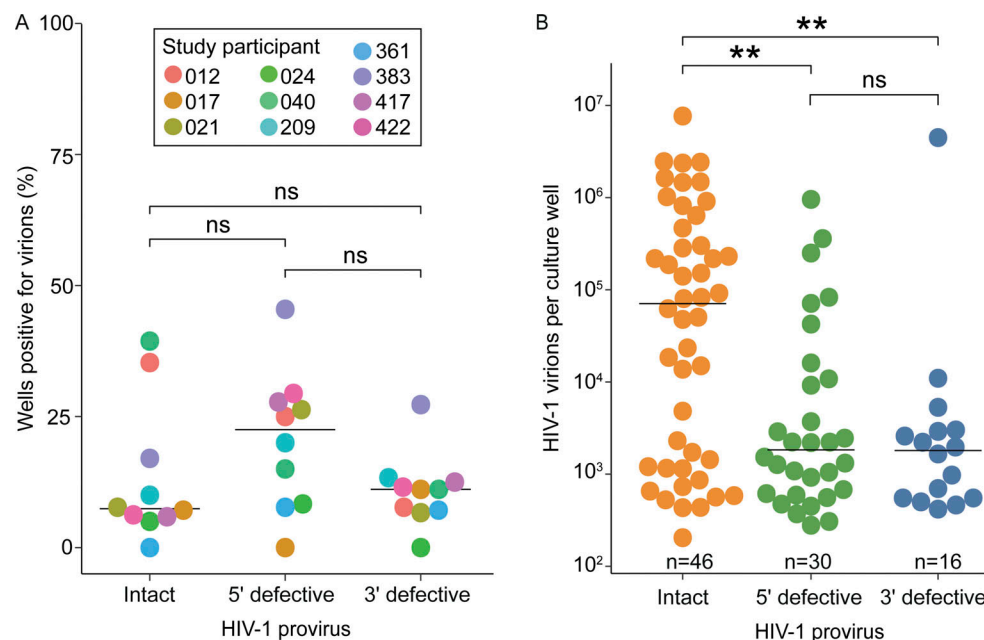 A
100
75
50
25
0
Wells positive for virions (%)
Study participant
012
017
021
024
040
209
361
383
417
422
ns
ns
ns
Intact
5' defective
3' defective
HIV-1 provirus
B
**
**
ns
10⁷
10⁶
10⁵
10⁴
10³
10²
HIV-1 virions per culture well
n=46
n=30
n=16
Intact
5' defective
3' defective
HIV-1 provirus